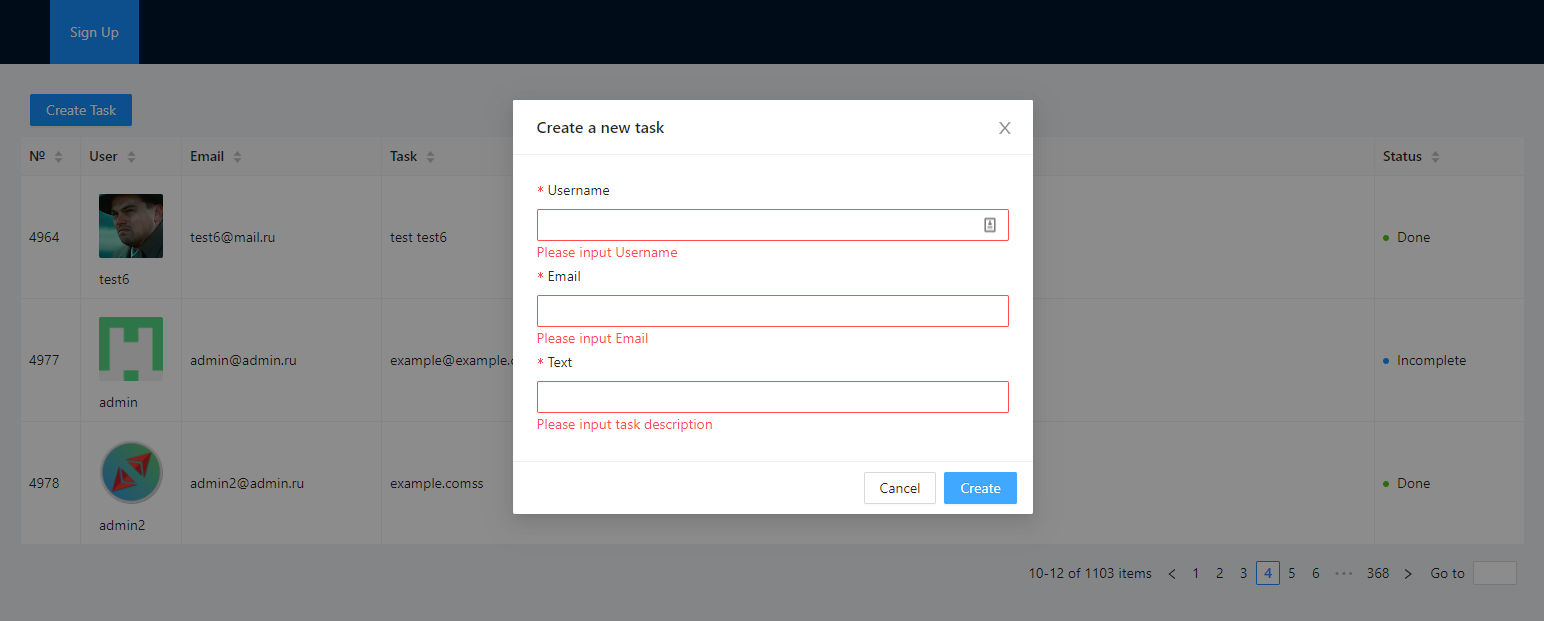 Sign Up
Create Task
Create a new task
№ User Email Task Status
* Username
4964 test6@mail.ru test test6 Done
Please input Username
test6
* Email
Please input Email
4977 admin@admin.ru example@example.c Incomplete
* Text
admin
Please input task description
4978 admin2@admin.ru example.comss Done
Cancel Create
admin2
10-12 of 1103 items < 1 2 3 4 5 6 ••• 368 > Go to